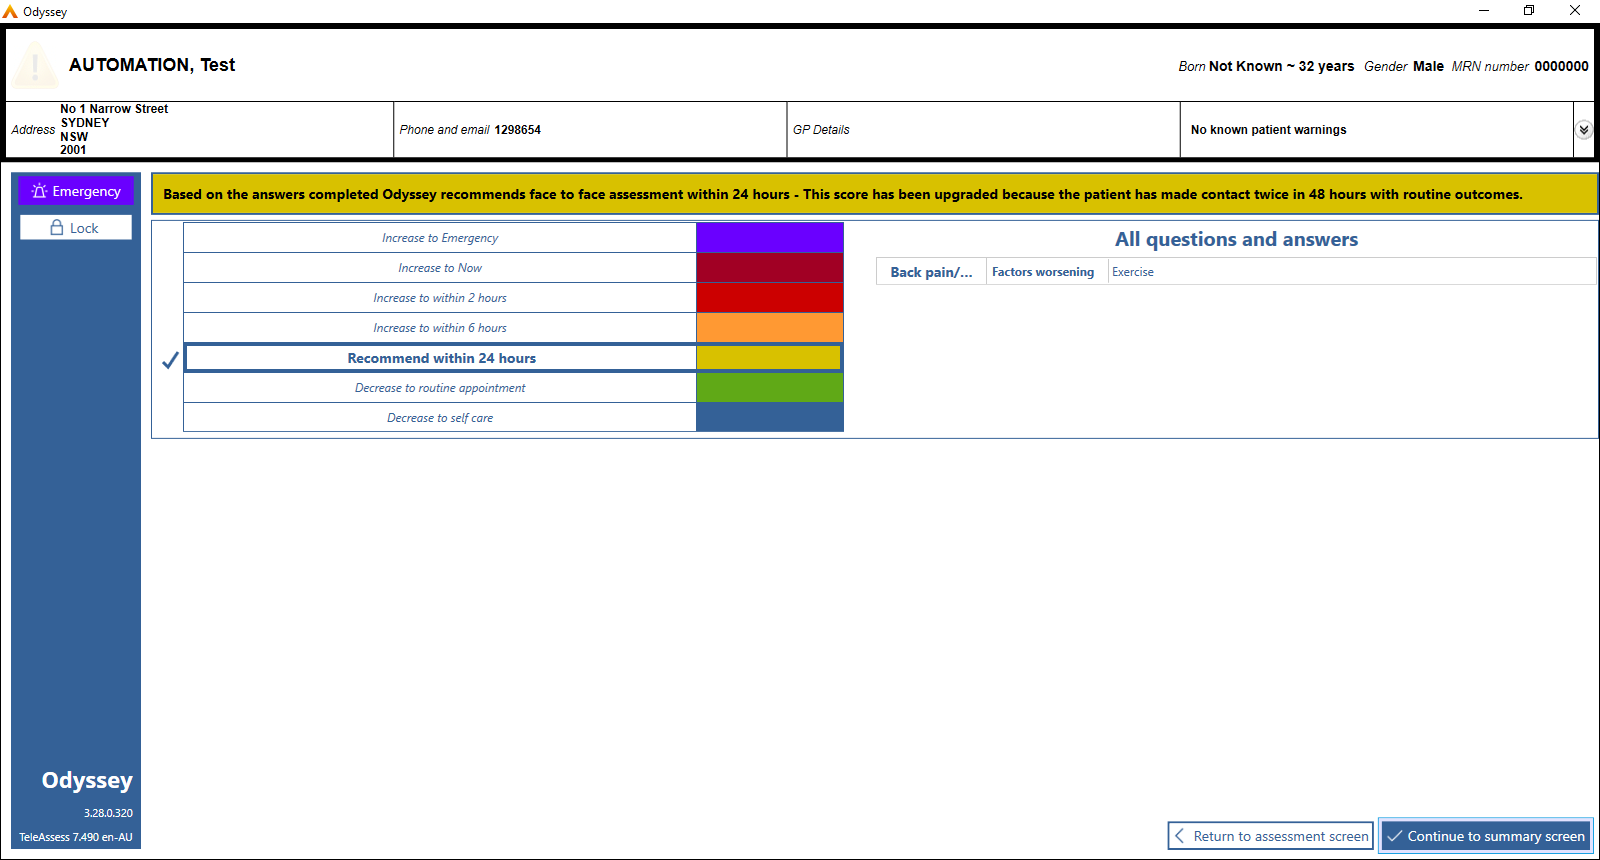 Odyssey
AUTOMATION, Test
Born Not Known ~ 32 years Gender Male MRN number 0000000
Address No 1 Narrow Street
SYDNEY
NSW
2001
Phone and email 1298654
GP Details
No known patient warnings
Emergency
Lock
Based on the answers completed Odyssey recommends face to face assessment within 24 hours - This score has been upgraded because the patient has made contact twice in 48 hours with routine outcomes.
Increase to Emergency
Increase to Now
Increase to within 2 hours
Increase to within 6 hours
Recommend within 24 hours
Decrease to routine appointment
Decrease to self care
All questions and answers
Back pain/... Factors worsening Exercise
Odyssey
3.28.0.320
TeleAssess 7.490 en-AU
Return to assessment screen
Continue to summary screen